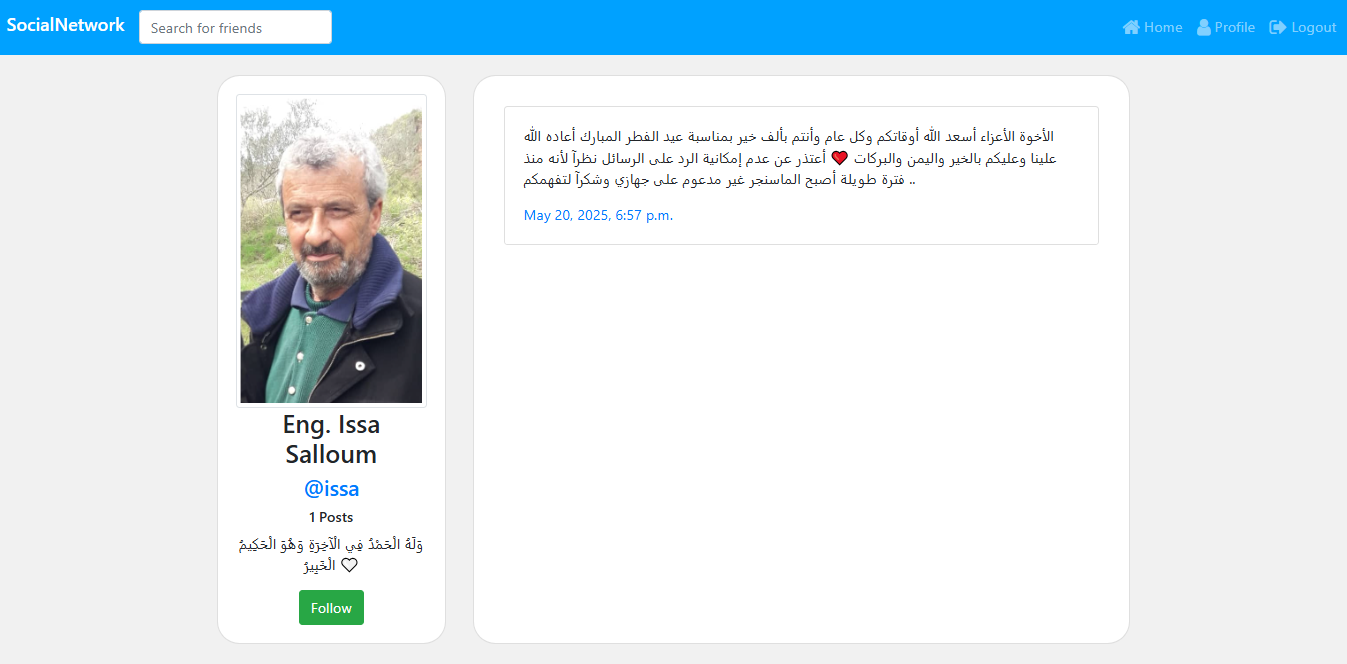 SocialNetwork
Search for friends
Home
Profile
Logout
Eng. Issa
Salloum
@issa
1 Posts
وَلَهُ الْحَمْدُ فِي الْآخِرَةِ وَهُوَ الْحَكِيمُ
الْخَبِيرُ ♡
Follow
الأخوة الأعزاء أسعد الله أوقاتكم وكل عام وأنتم بألف خير بمناسبة عيد الفطر المبارك أعاده الله
علينا وعليكم بالخير واليمن والبركات ❤️ أعتذر عن عدم إمكانية الرد على الرسائل نظرآ لأنه منذ
فترة طويلة أصبح الماسنجر غير مدعوم على جهازي وشكرآ لتفهمكم ..
May 20, 2025, 6:57 p.m.